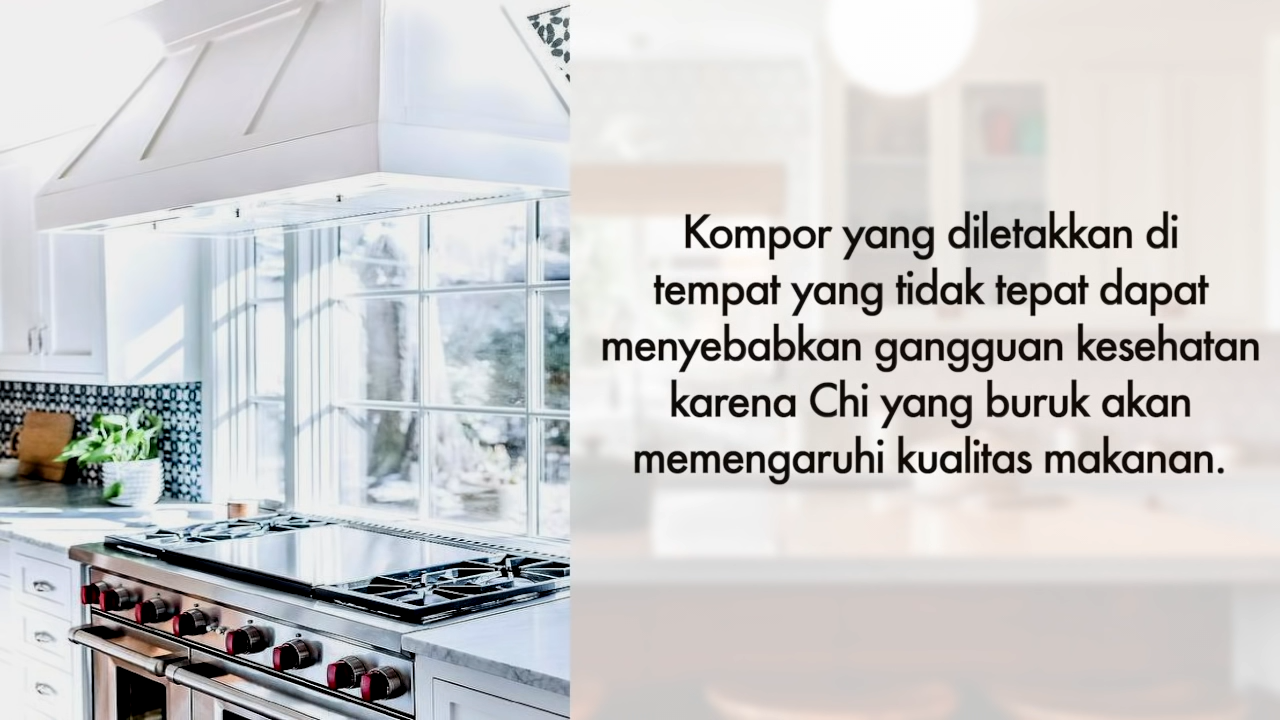 Kompor yang diletakkan di
tempat yang tidak tepat dapat
menyebabkan gangguan kesehatan
karena Chi yang buruk akan
memengaruhi kualitas makanan.